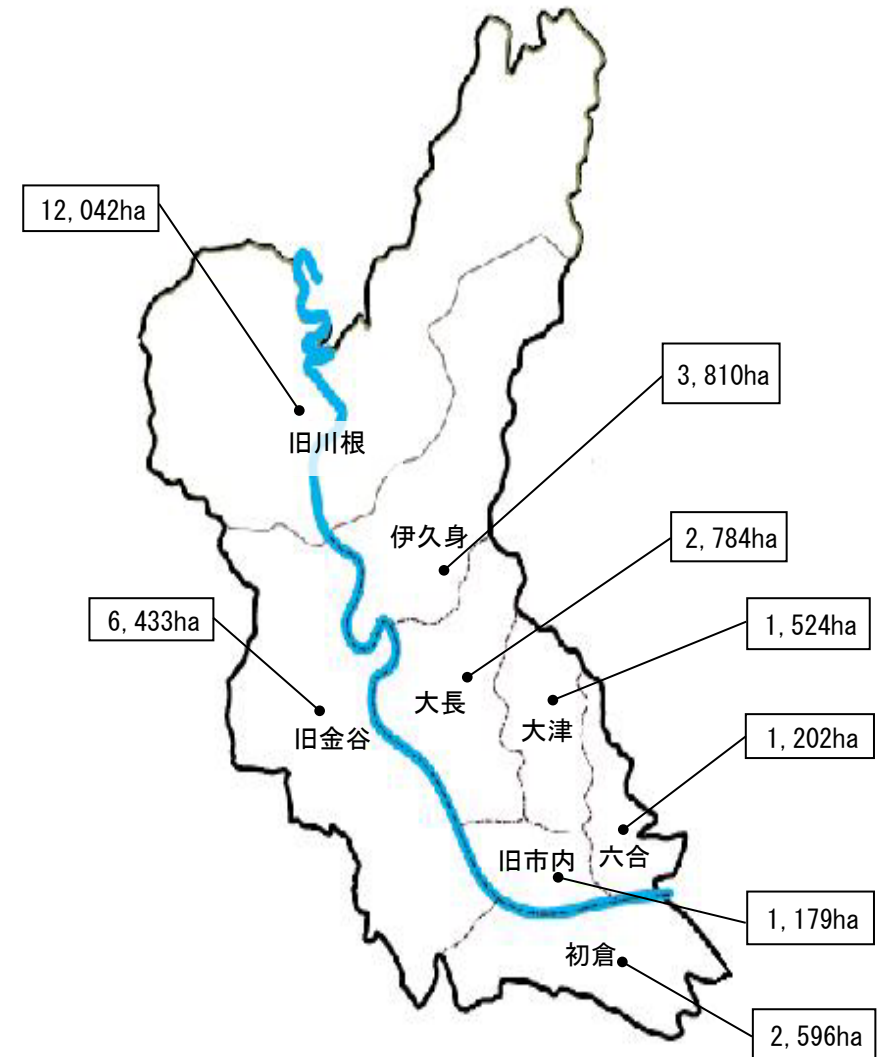 12,042ha
3,810ha
旧川根
伊久身
2,784ha
6,433ha
1,524ha
大長
大津
旧金谷
1,202ha
旧市内
六合
1,179ha
初倉
2,596ha